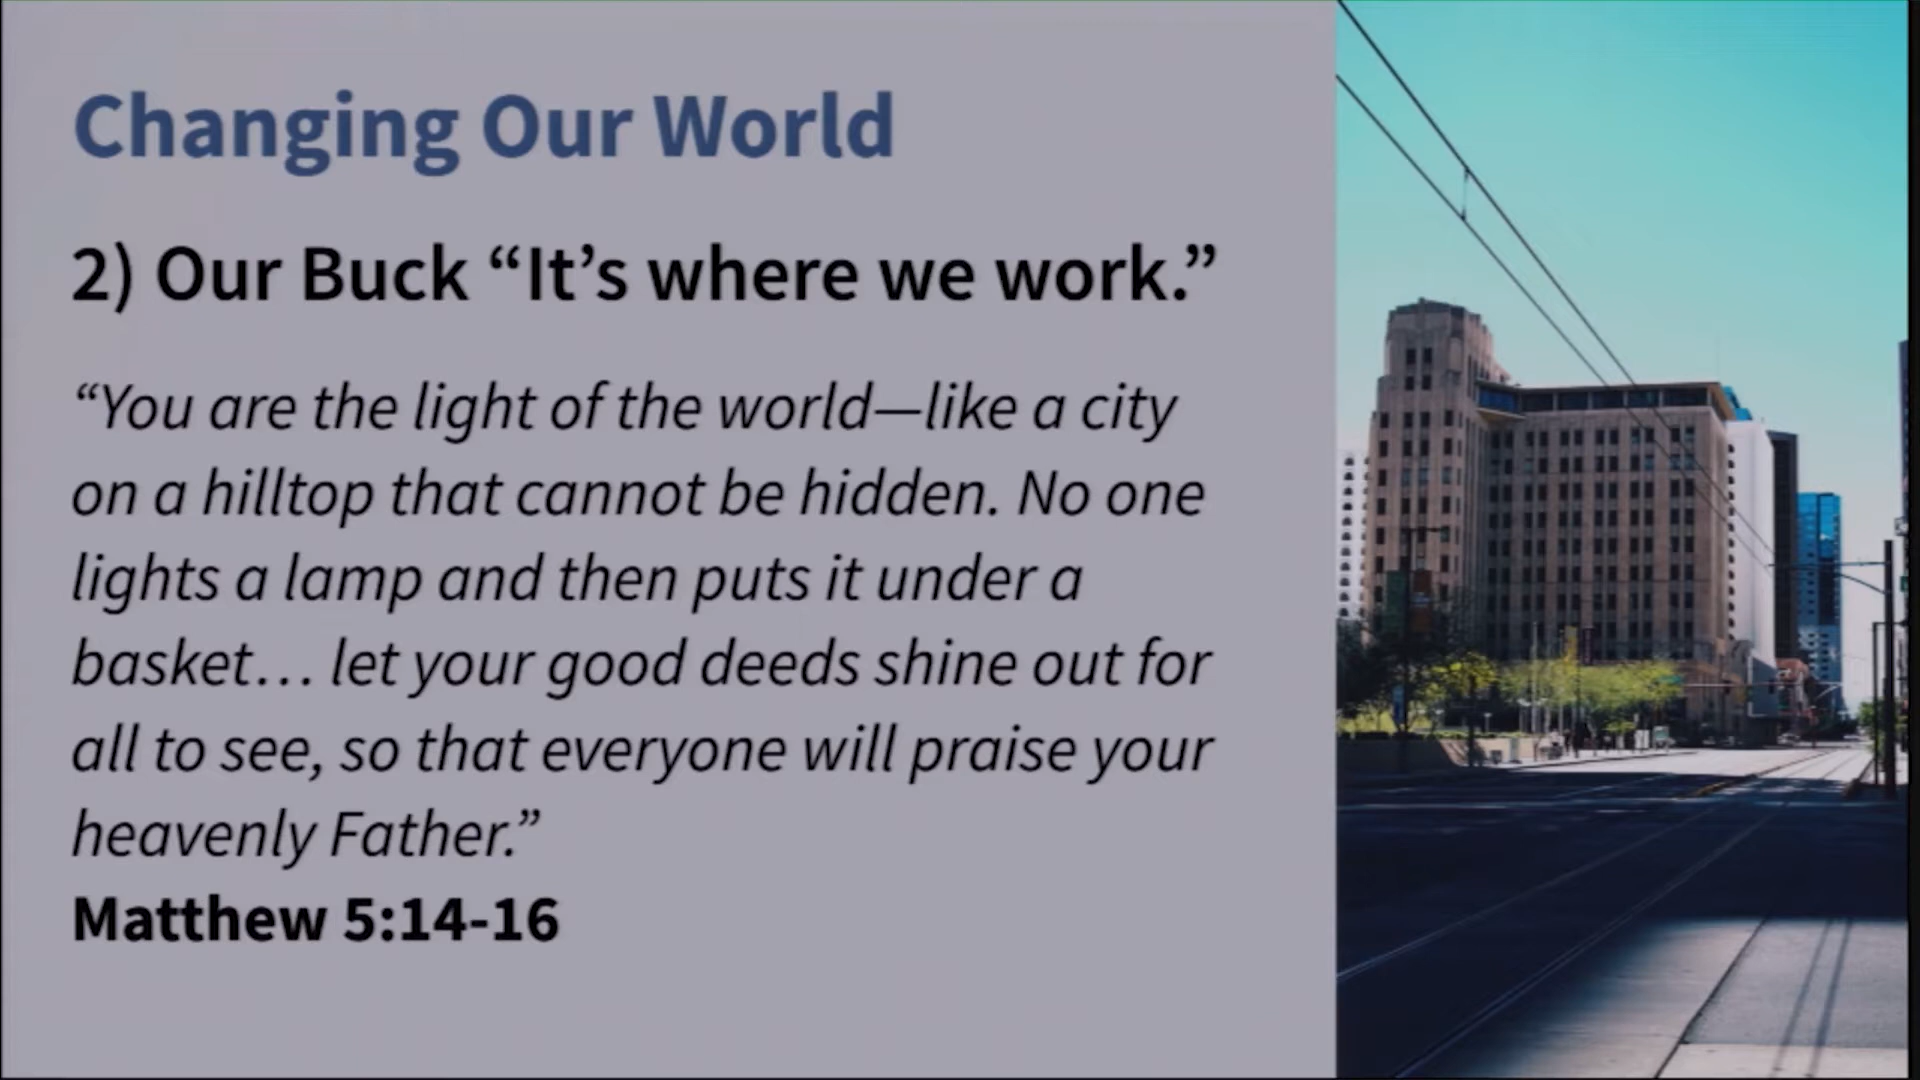 Changing Our World
2) Our Buck “It’s where we work.”
“You are the light of the world—like a city
on a hilltop that cannot be hidden. No one
lights a lamp and then puts it under a
basket… let your good deeds shine out for
all to see, so that everyone will praise your
heavenly Father.”
Matthew 5:14-16